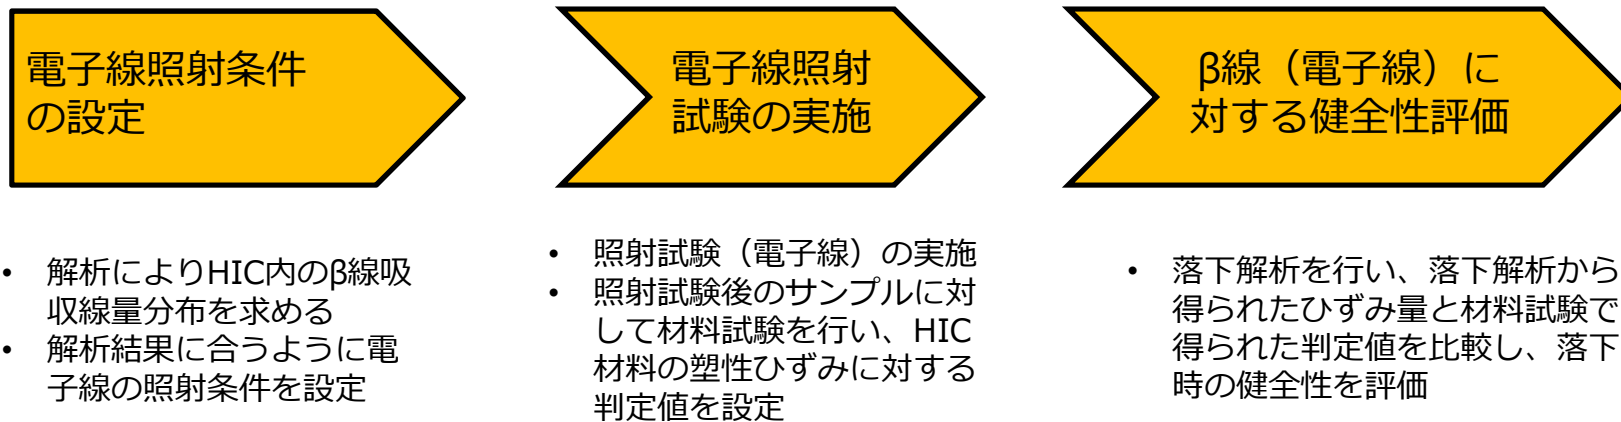 電子線照射条件
の設定
• 解析によりHIC内のβ線吸
収線量分布を求める
• 解析結果に合うように電
子線の照射条件を設定
電子線照射
試験の実施
• 照射試験（電子線）の実施
• 照射試験後のサンプルに対
して材料試験を行い、HIC
材料の塑性ひずみに対する
判定値を設定
β線（電子線）に
対する健全性評価
• 落下解析を行い、落下解析から
得られたひずみ量と材料試験で
得られた判定値を比較し、落下
時の健全性を評価